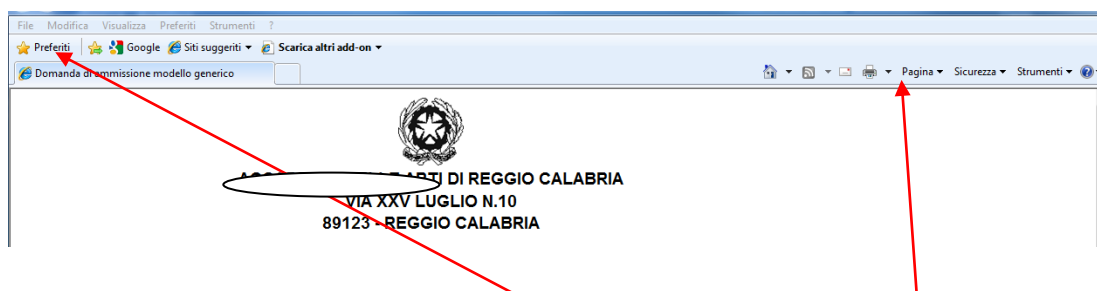 File Modifica Visualizza Preferiti Strumenti ?
Preferiti Google Siti suggeriti Scarica altri add-on
Domanda di ammissione modello generico Pagina Sicurezza Strumenti
ARTI DI REGGIO CALABRIA
VIA XXV LUGLIO N.10
89123 - REGGIO CALABRIA